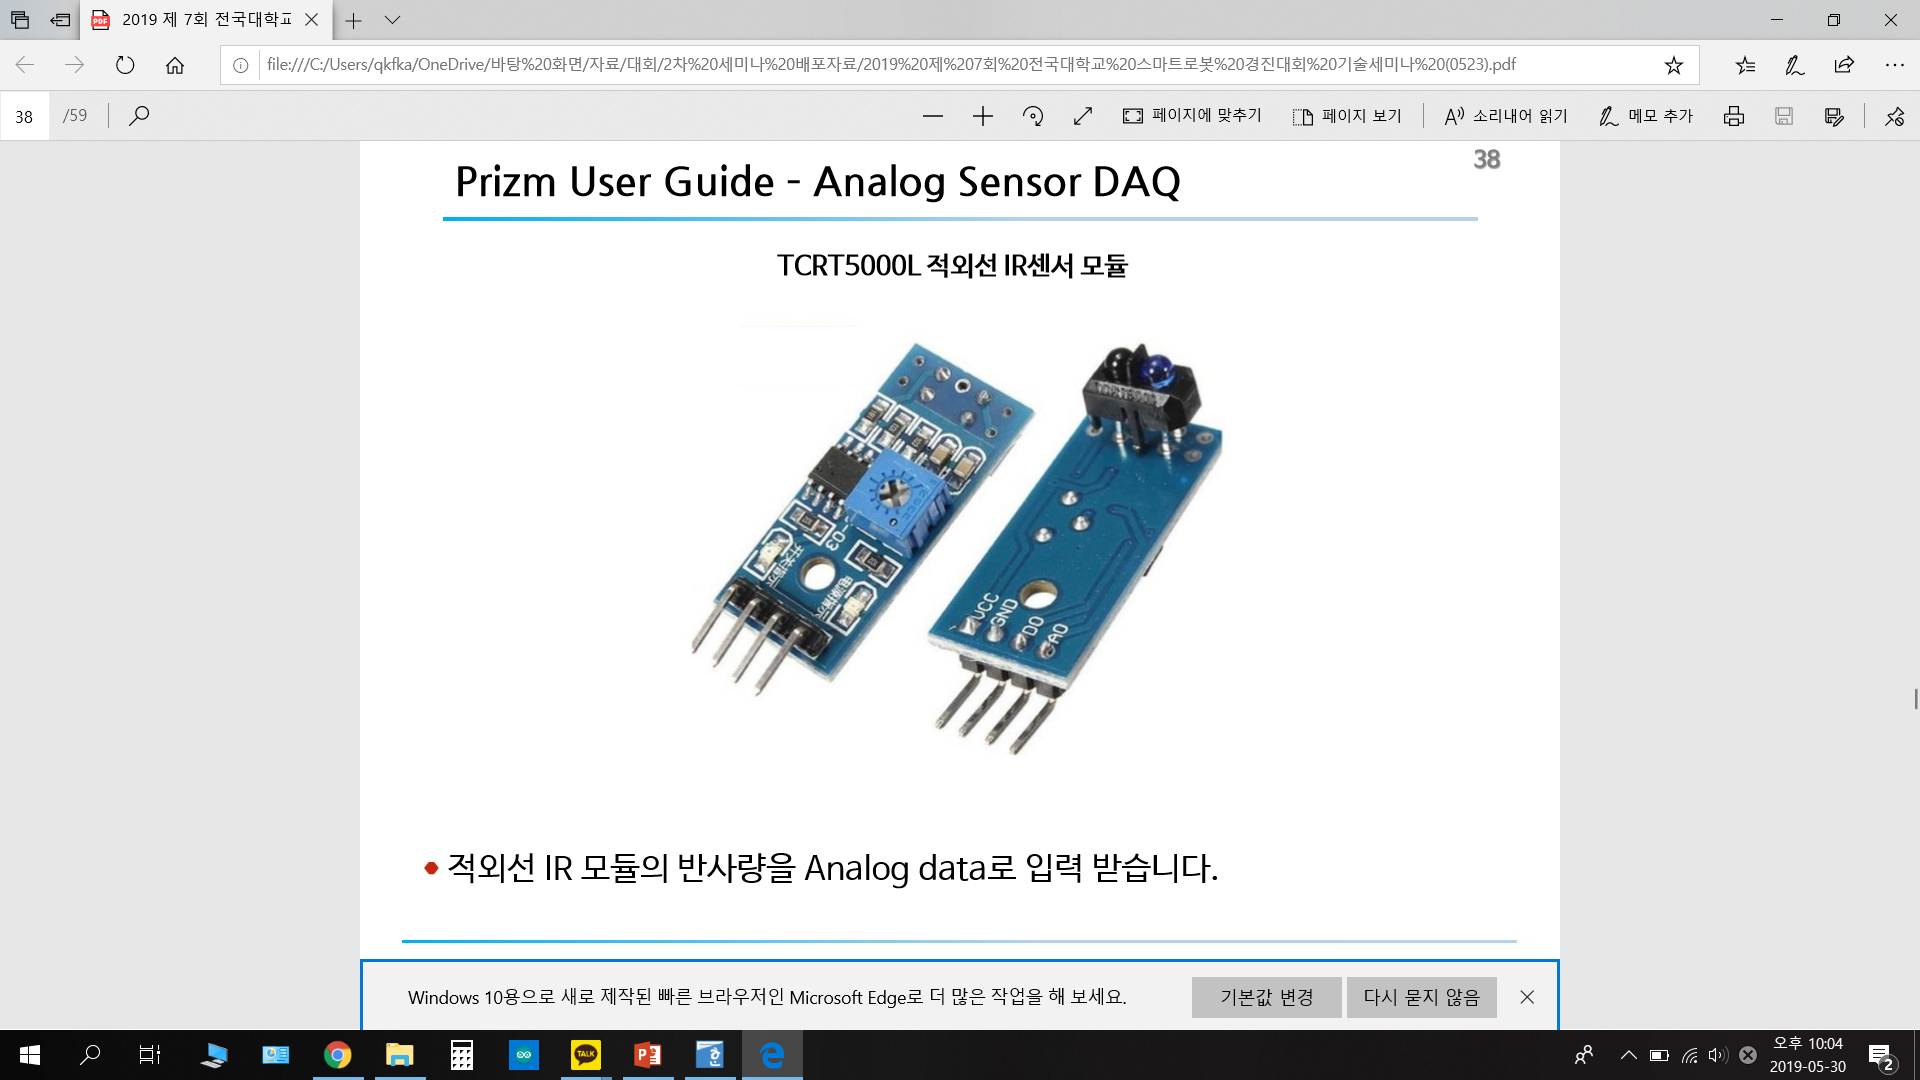 2019 제 7회 전국대학교
file:///C:/Users/qkfka/OneDrive/바탕%20화면/자료/대회/2차%20세미나%20배포자료/2019%20제%207회%20전국대학교%20스마트로봇%20경진대회%20기술세미나%20(0523).pdf
38 /59 페이지에 맞추기 페이지 보기 소리내어 읽기 메모 추가
38
Prizm User Guide - Analog Sensor DAQ
TCRT5000L 적외선 IR센서 모듈
VCC
GND
DO
AO
적외선 IR 모듈의 반사량을 Analog data로 입력 받습니다.
Windows 10용으로 새로 제작된 빠른 브라우저인 Microsoft Edge로 더 많은 작업을 해 보세요. 기본값 변경 다시 묻지 않음
오후 10:04
2019-05-30
2